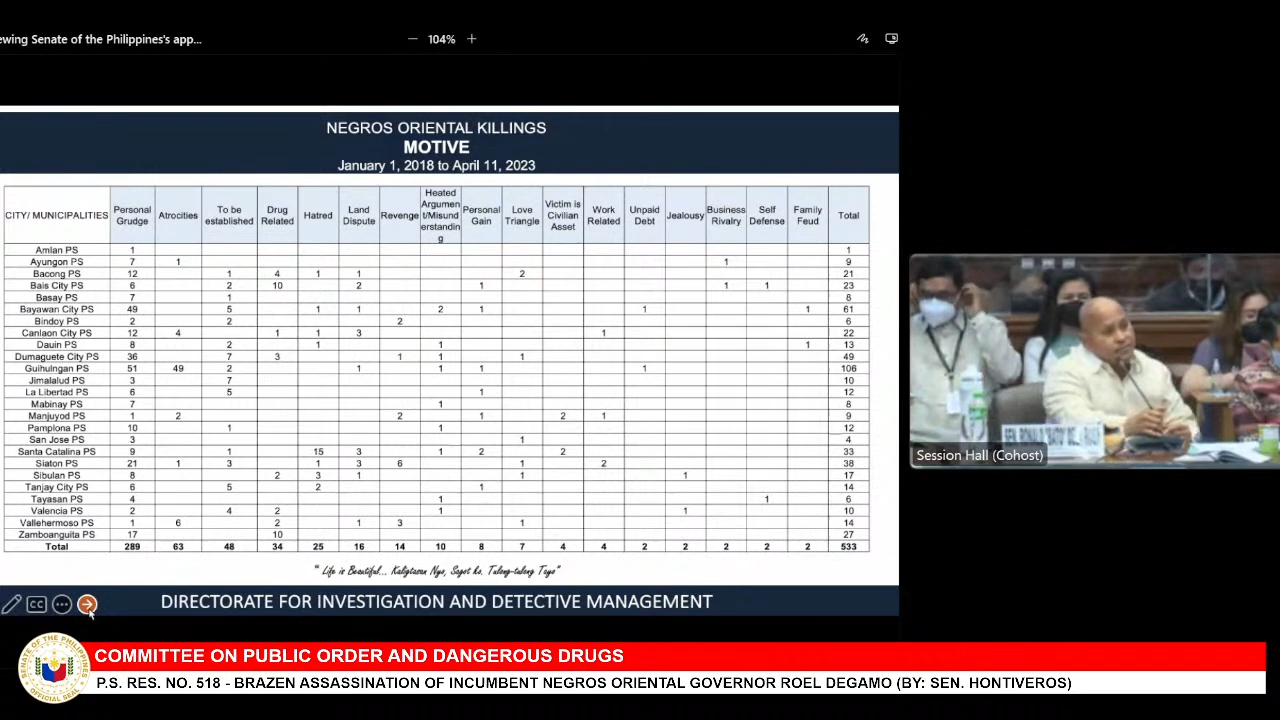 ewing Senate of the Philippines's app...
104%
NEGROS ORIENTAL KILLINGS
MOTIVE
January 1, 2018 to April 11, 2023
CITY/ MUNICIPALITIES Personal Grudge Atrocities To be established Drug Related Hatred Land Dispute Revenge Heated Argument/Misunderstanding Personal Gain Love Triangle Victim is Civilian Asset Work Related Unpaid Debt Jealousy Business Rivalry Self Defense Family Feud Total
Amlan PS 1 1
Ayungon PS 7 1 1 9
Bacong PS 12 1 4 1 1 2 21
Bais City PS 6 2 10 2 1 1 1 23
Basay PS 7 1 8
Bayawan City PS 49 5 1 1 2 1 1 1 61
Bindoy PS 2 2 2 6
Canlaon City PS 12 4 1 1 3 1 22
Dauin PS 8 2 1 1 1 13
Dumaguete City PS 36 7 3 1 1 1 49
Guihulngan PS 51 49 2 1 1 1 1 106
Jimalalud PS 3 7 10
La Libertad PS 6 5 1 12
Mabinay PS 7 1 8
Manjuyod PS 1 2 2 1 2 1 9
Pamplona PS 10 1 1 12
San Jose PS 3 1 4
Santa Catalina PS 9 1 15 3 1 2 2 33
Siaton PS 21 1 3 1 3 6 1 2 38
Sibulan PS 8 2 3 1 1 1 17
Tanjay City PS 6 5 2 1 14
Tayasan PS 4 1 1 6
Valencia PS 2 4 2 1 1 10
Vallehermoso PS 1 6 2 1 3 1 14
Zamboanguita PS 17 10 27
Total 289 63 48 34 25 16 14 10 8 7 4 4 2 2 2 2 2 533
" Life is Beautiful... Kaligtasan Nyo, Sagot Ko. Tulong-tulong Tayo"
CC
DIRECTORATE FOR INVESTIGATION AND DETECTIVE MANAGEMENT
SEN. RONALD "BATO" DELA ROSA
Session Hall (Cohost)
SENATE OF THE PHILIPPINES
OFFICIAL SEAL
COMMITTEE ON PUBLIC ORDER AND DANGEROUS DRUGS
P.S. RES. NO. 518 - BRAZEN ASSASSINATION OF INCUMBENT NEGROS ORIENTAL GOVERNOR ROEL DEGAMO (BY: SEN. HONTIVEROS)